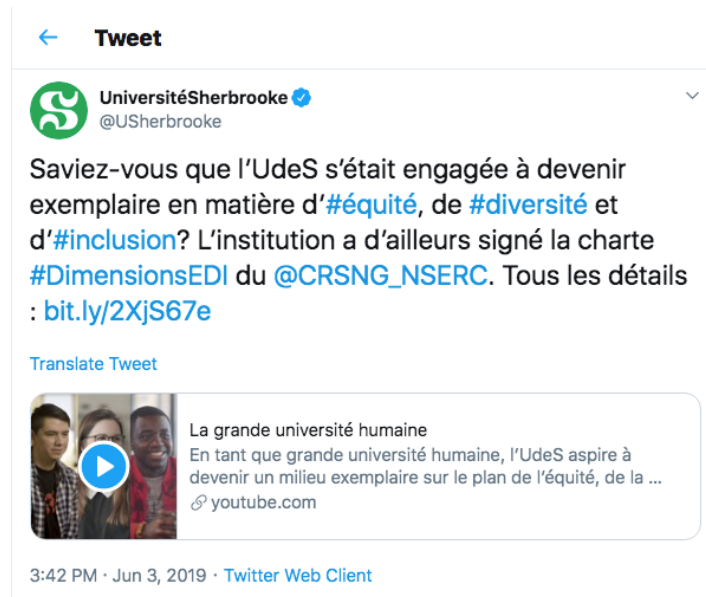 Tweet
UniversitéSherbrooke
@USherbrooke
Saviez-vous que l’UdeS s’était engagée à devenir
exemplaire en matière d’#équité, de #diversité et
d’#inclusion? L’institution a d’ailleurs signé la charte
#DimensionsEDI du @CRSNG_NSERC. Tous les détails
: bit.ly/2XjS67e
Translate Tweet
La grande université humaine
En tant que grande université humaine, l’UdeS aspire à
devenir un milieu exemplaire sur le plan de l’équité, de la ...
youtube.com
3:42 PM · Jun 3, 2019 · Twitter Web Client